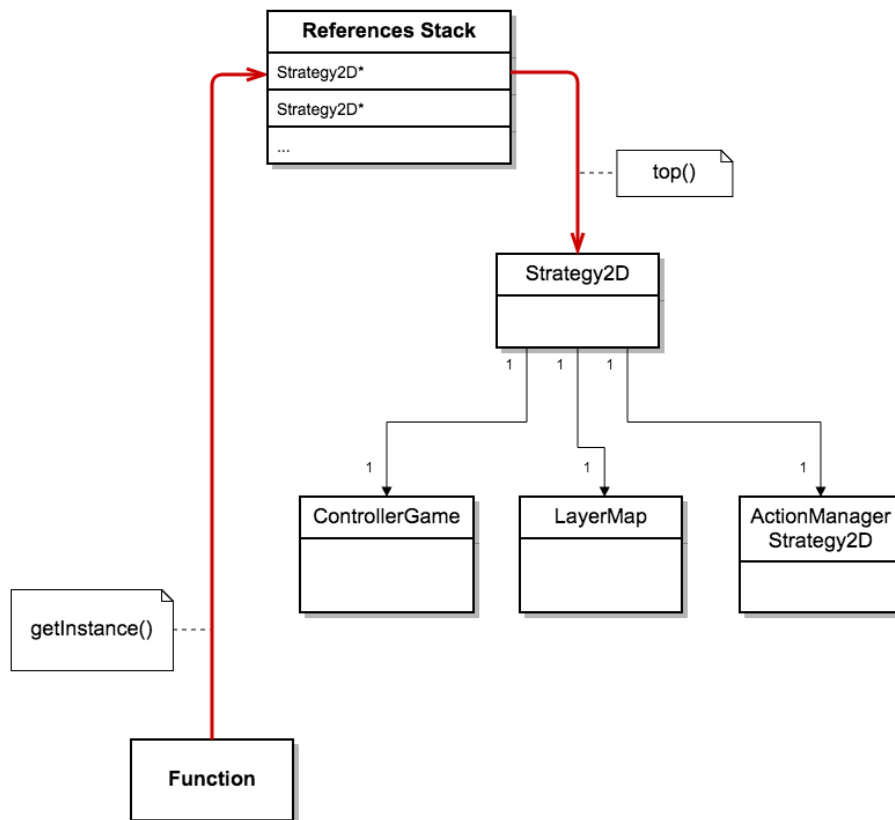 References Stack
Strategy2D*
Strategy2D*
...
top()
Strategy2D
1
1
1
1
1
1
ControllerGame
LayerMap
ActionManager
Strategy2D
getInstance()
Function